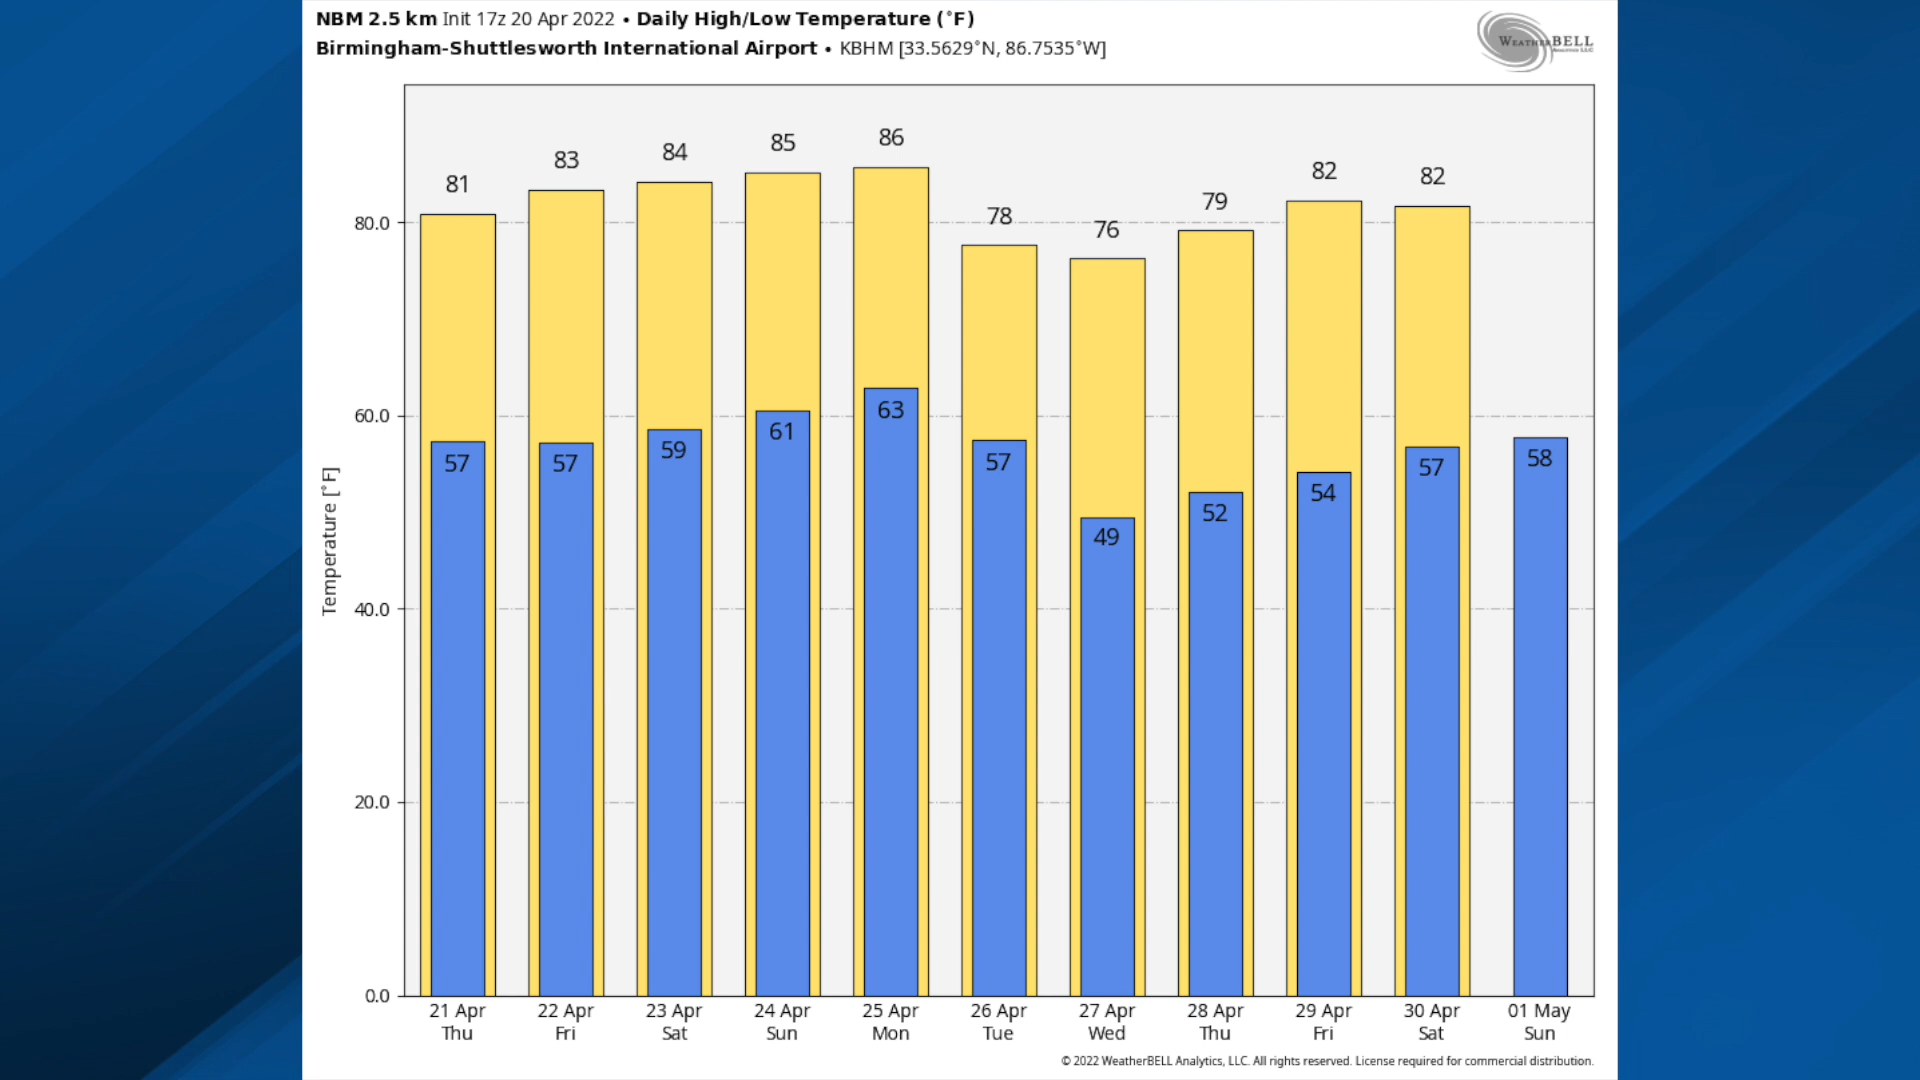 NBM 2.5 km Init 17z 20 Apr 2022 • Daily High/Low Temperature (˚F)
Birmingham-Shuttlesworth International Airport • KBHM [33.5629˚N, 86.7535˚W]
WEATHERBELL
ANALYTICS LLC
81 83 84 85 86 78 76 79 82 82
80.0
60.0
40.0
20.0
0.0
Temperature [˚F]
57 57 59 61 63 57 49 52 54 57 58
21 Apr 22 Apr 23 Apr 24 Apr 25 Apr 26 Apr 27 Apr 28 Apr 29 Apr 30 Apr 01 May
Thu Fri Sat Sun Mon Tue Wed Thu Fri Sat Sun
© 2022 WeatherBELL Analytics, LLC. All rights reserved. License required for commercial distribution.